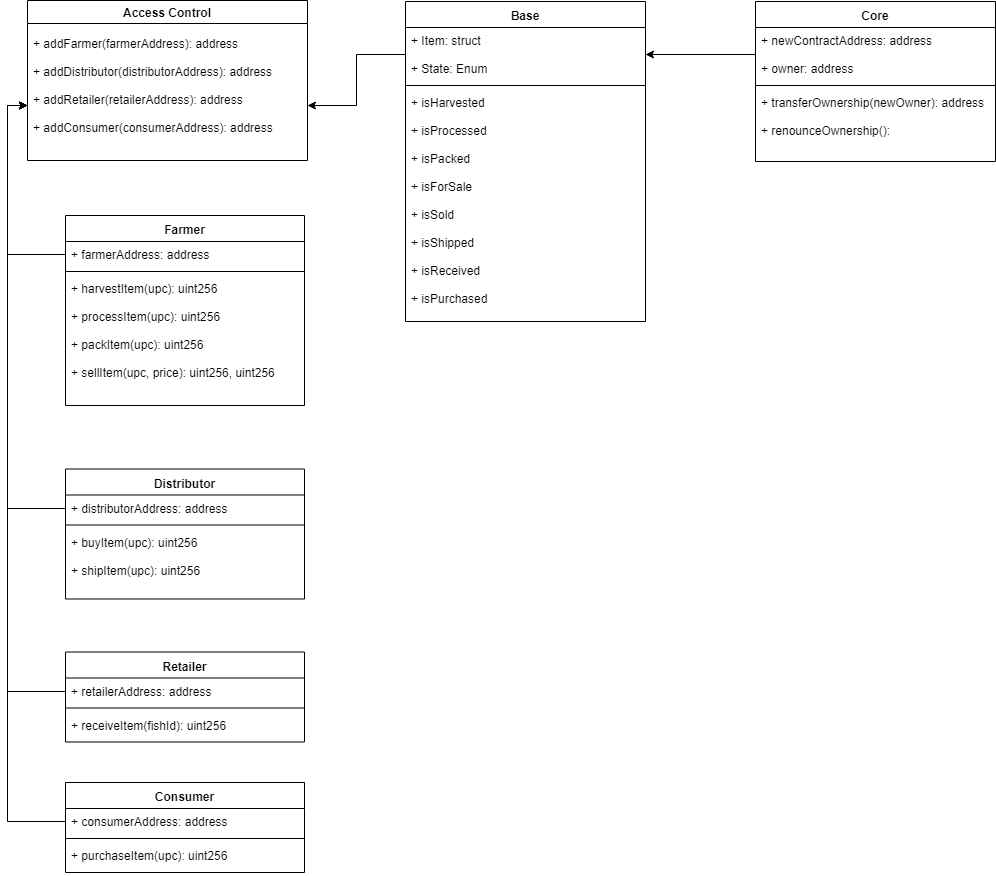 Access Control
+ addFarmer(farmerAddress): address
+ addDistributor(distributorAddress): address
+ addRetailer(retailerAddress): address
+ addConsumer(consumerAddress): address
Base
+ Item: struct
+ State: Enum
+ isHarvested
+ isProcessed
+ isPacked
+ isForSale
+ isSold
+ isShipped
+ isReceived
+ isPurchased
Core
+ newContractAddress: address
+ owner: address
+ transferOwnership(newOwner): address
+ renounceOwnership():
Farmer
+ farmerAddress: address
+ harvestItem(upc): uint256
+ processItem(upc): uint256
+ packItem(upc): uint256
+ sellItem(upc, price): uint256, uint256
Distributor
+ distributorAddress: address
+ buyItem(upc): uint256
+ shipItem(upc): uint256
Retailer
+ retailerAddress: address
+ receiveItem(fishId): uint256
Consumer
+ consumerAddress: address
+ purchaseItem(upc): uint256